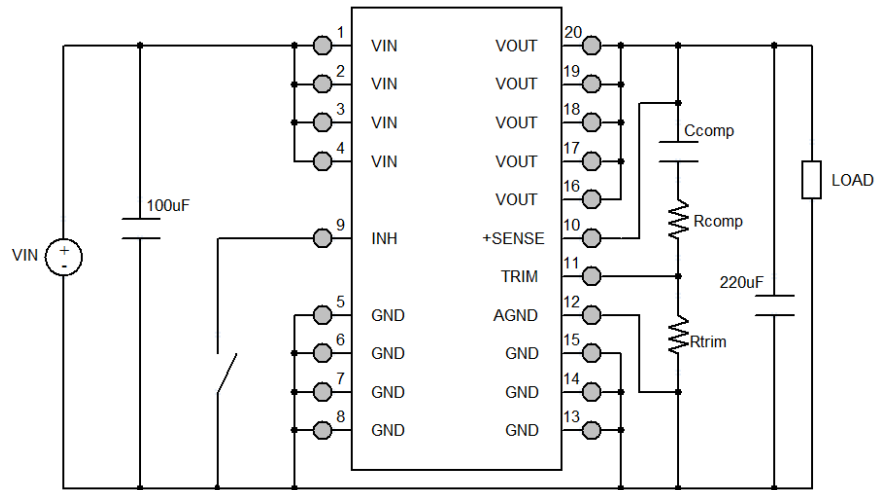 1 VIN VOUT 20
2 VIN VOUT 19
3 VIN VOUT 18
Ccomp
4 VIN VOUT 17
LOAD
VOUT 16
100uF
Rcomp
9 INH +SENSE 10
VIN + -
TRIM 11
220uF
5 GND AGND 12
Rtrim
6 GND GND 15
7 GND GND 14
8 GND GND 13